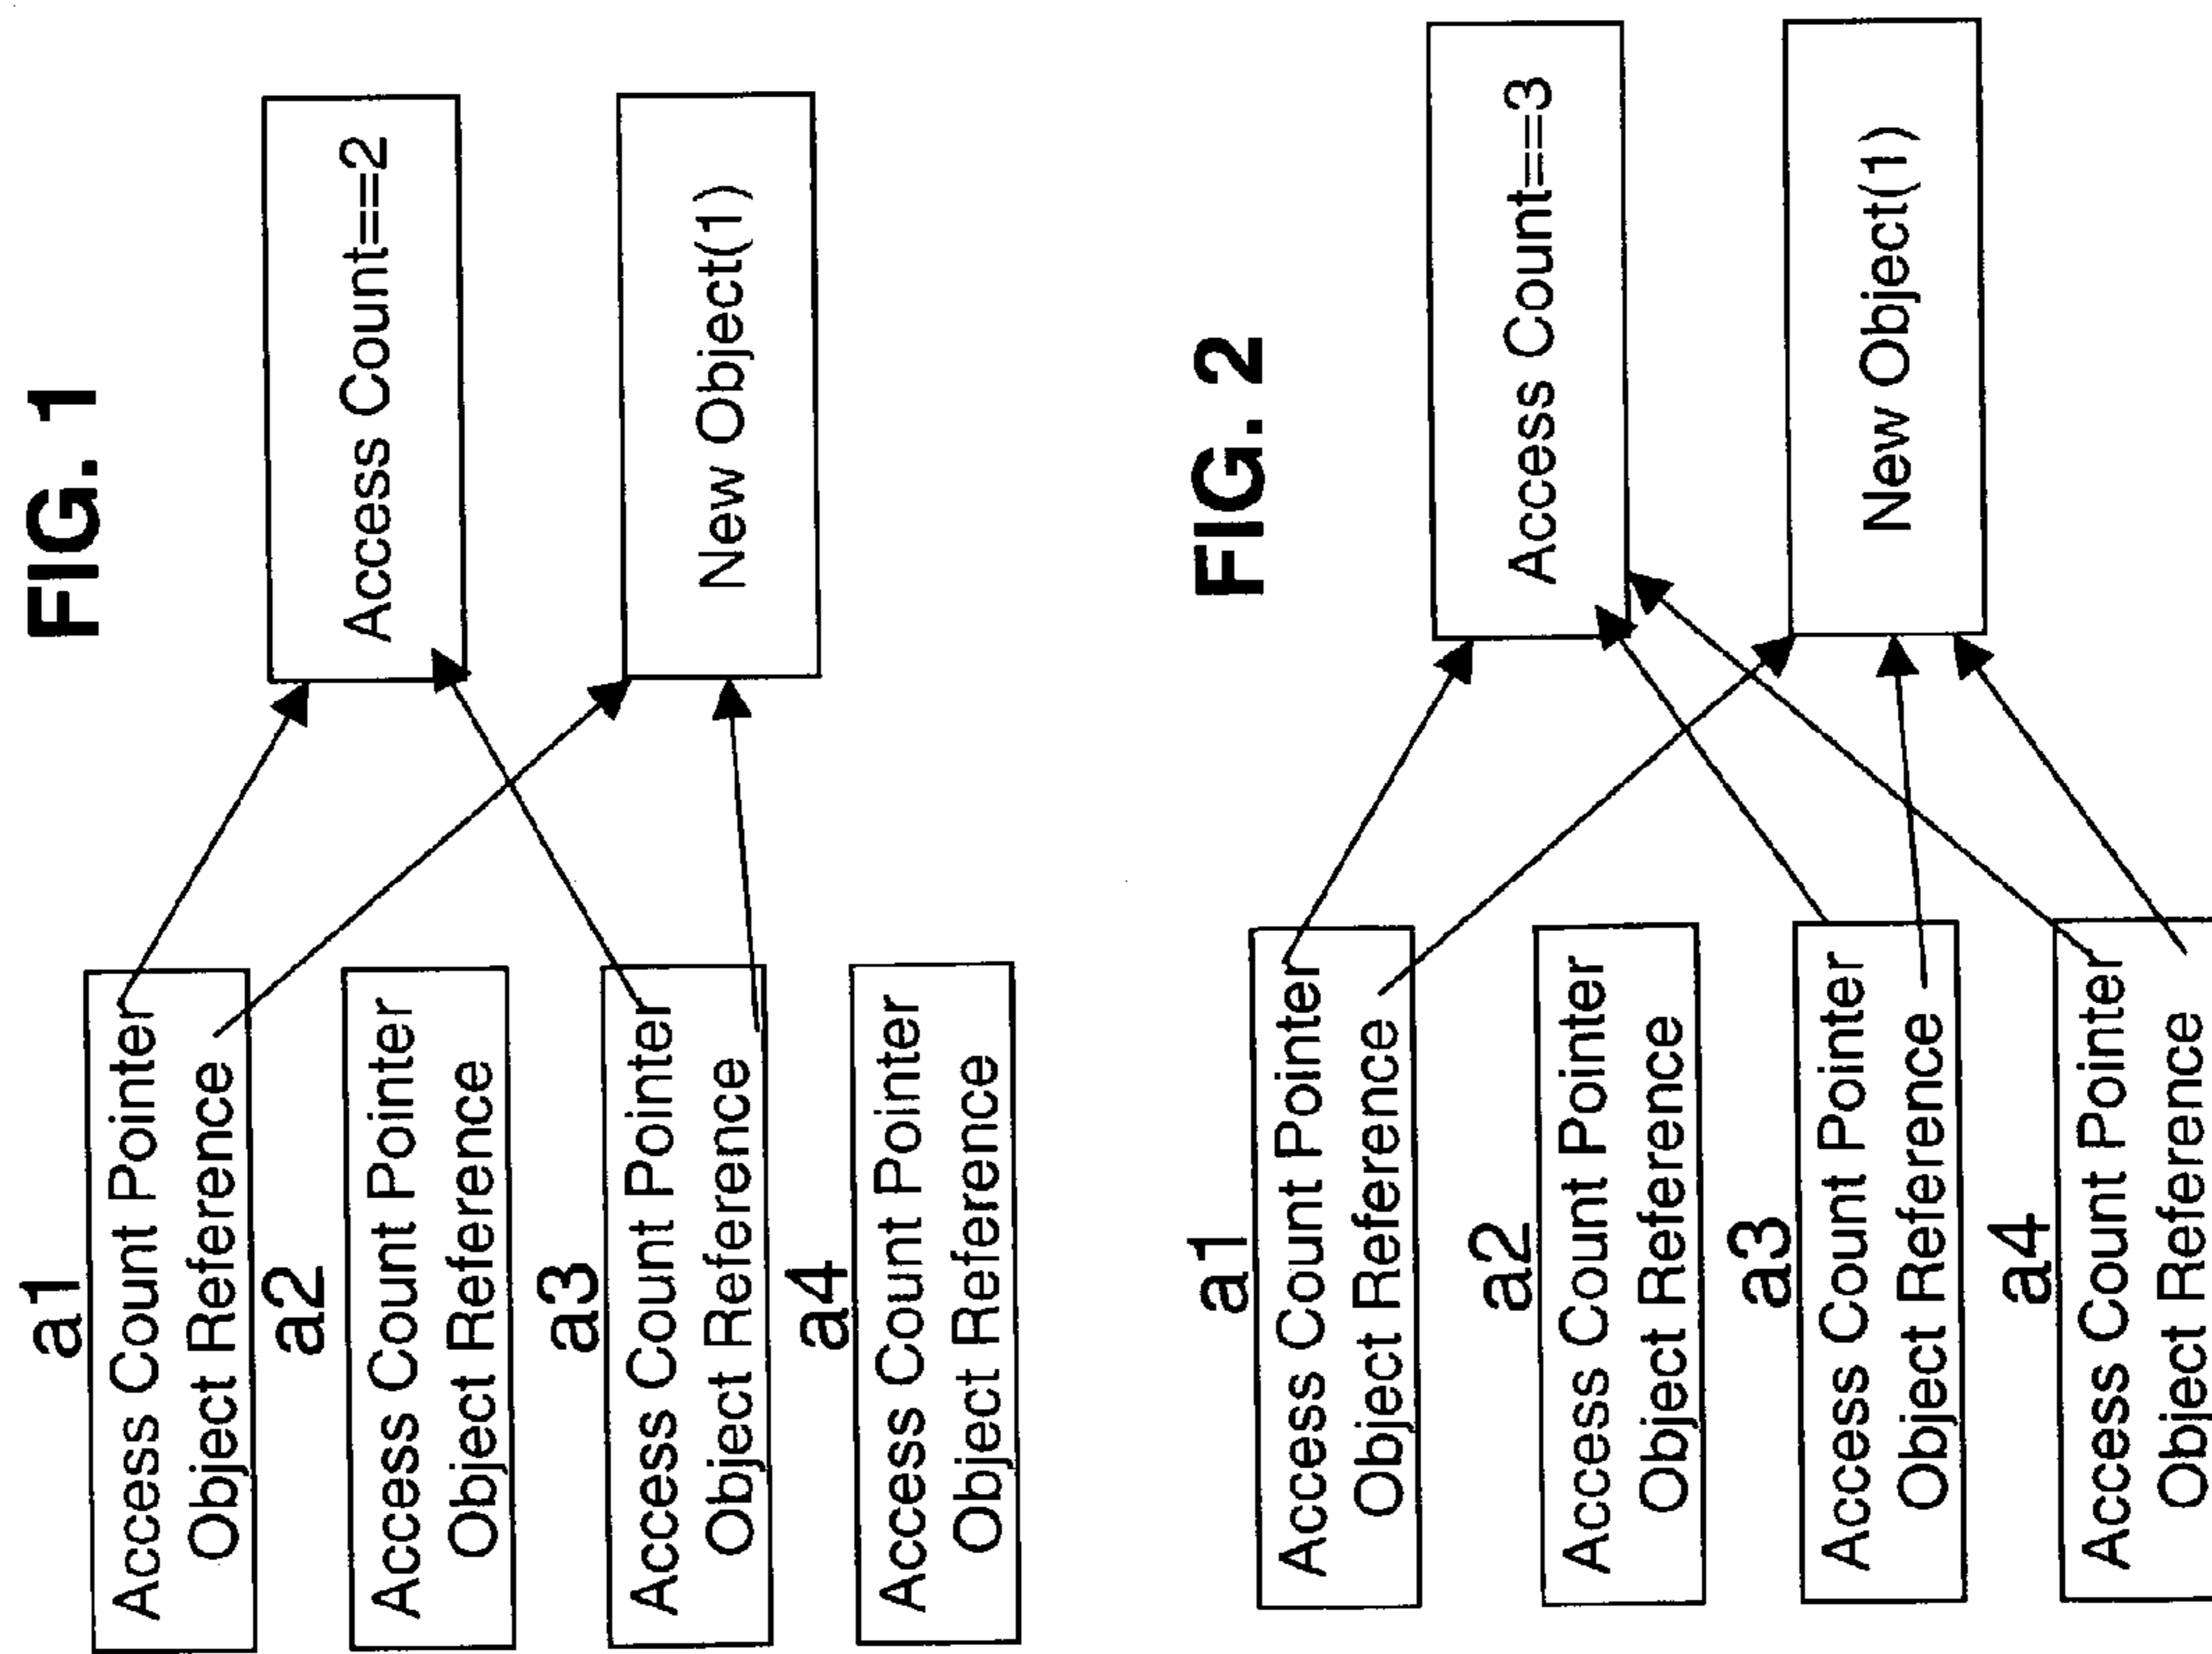 FIG. 1
a1
Access Count Pointer
Object Reference
a2
Access Count Pointer
Object Reference
a3
Access Count Pointer
Object Reference
a4
Access Count Pointer
Object Reference
Access Count==2
New Object(1)
FIG. 2
a1
Access Count Pointer
Object Reference
a2
Access Count Pointer
Object Reference
a3
Access Count Pointer
Object Reference
a4
Access Count Pointer
Object Reference
Access Count==3
New Object(1)